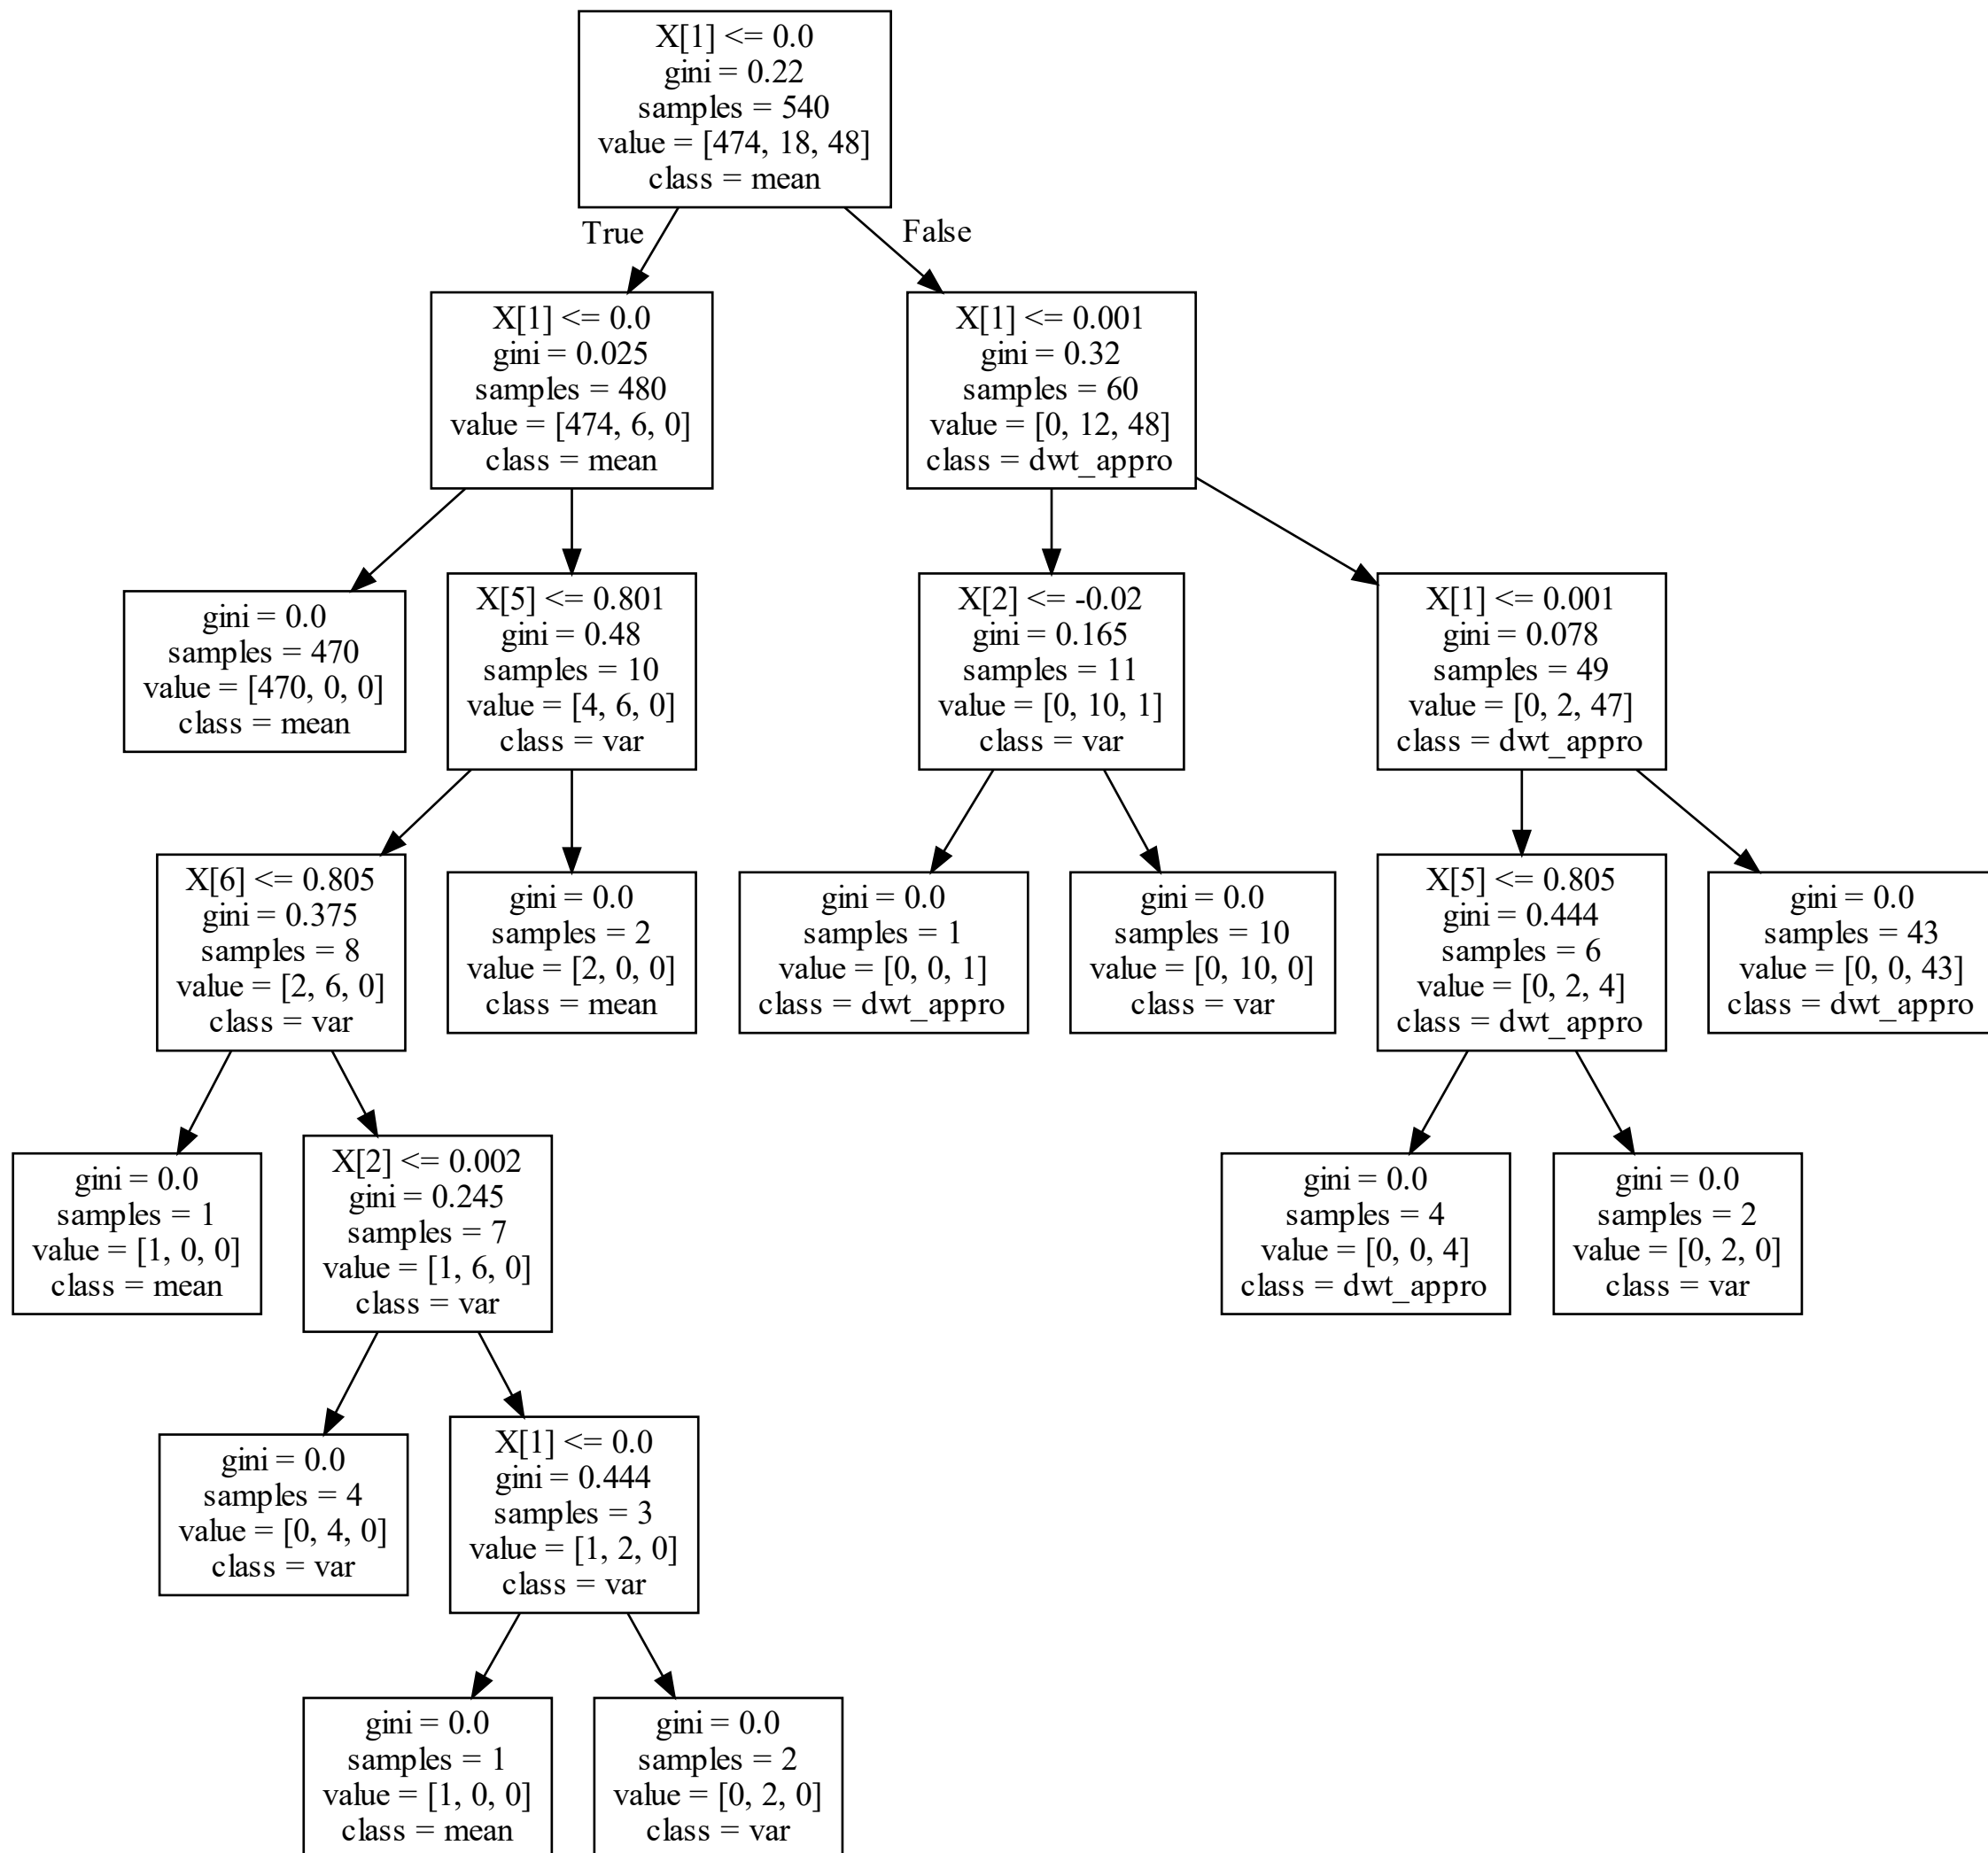 X[1] <= 0.0
gini = 0.22
samples = 540
value = [474, 18, 48]
class = mean
True
False
X[1] <= 0.0
gini = 0.025
samples = 480
value = [474, 6, 0]
class = mean
X[1] <= 0.001
gini = 0.32
samples = 60
value = [0, 12, 48]
class = dwt_appro
gini = 0.0
samples = 470
value = [470, 0, 0]
class = mean
X[5] <= 0.801
gini = 0.48
samples = 10
value = [4, 6, 0]
class = var
X[2] <= -0.02
gini = 0.165
samples = 11
value = [0, 10, 1]
class = var
X[1] <= 0.001
gini = 0.078
samples = 49
value = [0, 2, 47]
class = dwt_appro
X[6] <= 0.805
gini = 0.375
samples = 8
value = [2, 6, 0]
class = var
gini = 0.0
samples = 2
value = [2, 0, 0]
class = mean
gini = 0.0
samples = 1
value = [0, 0, 1]
class = dwt_appro
gini = 0.0
samples = 10
value = [0, 10, 0]
class = var
X[5] <= 0.805
gini = 0.444
samples = 6
value = [0, 2, 4]
class = dwt_appro
gini = 0.0
samples = 43
value = [0, 0, 43]
class = dwt_appro
gini = 0.0
samples = 1
value = [1, 0, 0]
class = mean
X[2] <= 0.002
gini = 0.245
samples = 7
value = [1, 6, 0]
class = var
gini = 0.0
samples = 4
value = [0, 0, 4]
class = dwt_appro
gini = 0.0
samples = 2
value = [0, 2, 0]
class = var
gini = 0.0
samples = 4
value = [0, 4, 0]
class = var
X[1] <= 0.0
gini = 0.444
samples = 3
value = [1, 2, 0]
class = var
gini = 0.0
samples = 1
value = [1, 0, 0]
class = mean
gini = 0.0
samples = 2
value = [0, 2, 0]
class = var